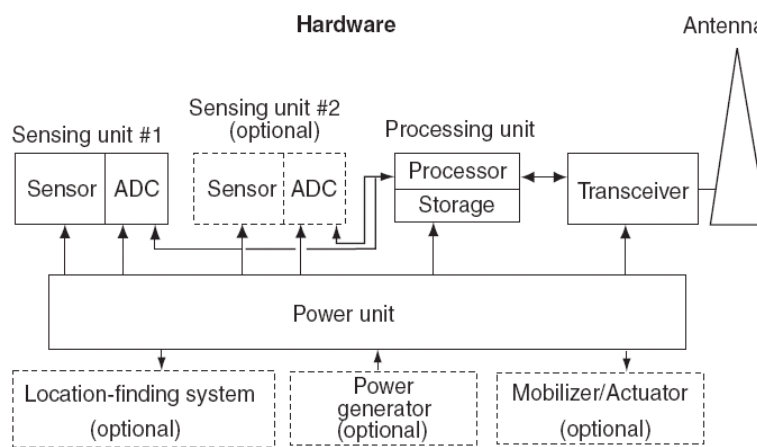 Hardware
Antenna
Sensing unit #1
Sensing unit #2
(optional)
Processing unit
Sensor
ADC
Sensor
ADC
Processor
Storage
Transceiver
Power unit
Location-finding system
(optional)
Power
generator
(optional)
Mobilizer/Actuator
(optional)